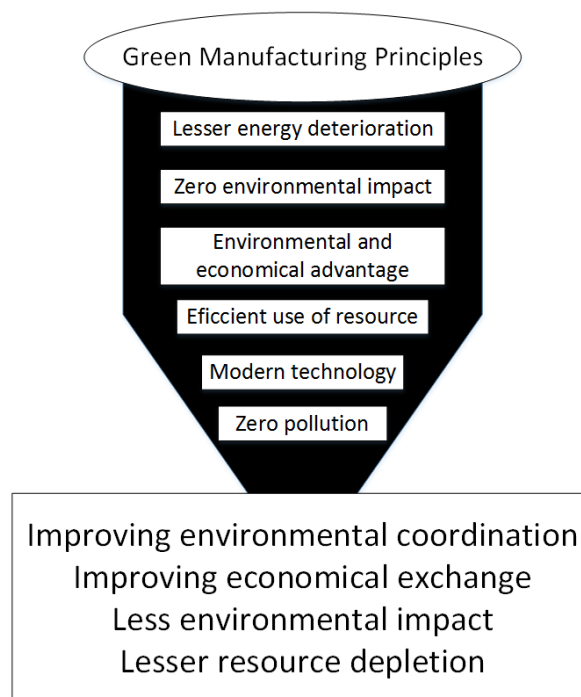 Green Manufacturing Principles
Lesser energy deterioration
Zero environmental impact
Environmental and
economical advantage
Eficcient use of resource
Modern technology
Zero pollution
Improving environmental coordination
Improving economical exchange
Less environmental impact
Lesser resource depletion